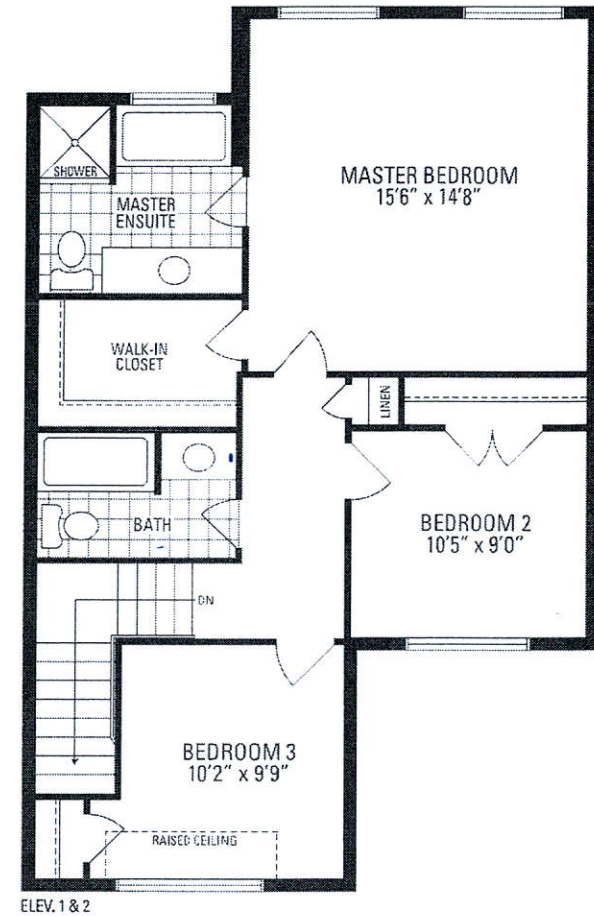 MASTER BEDROOM
15'6" x 14'8"
SHOWER
MASTER
ENSUITE
WALK-IN
CLOSET
LINEN
BATH
BEDROOM 2
10'5" x 9'0"
DN
BEDROOM 3
10'2" x 9'9"
RAISED CEILING
ELEV. 1 & 2